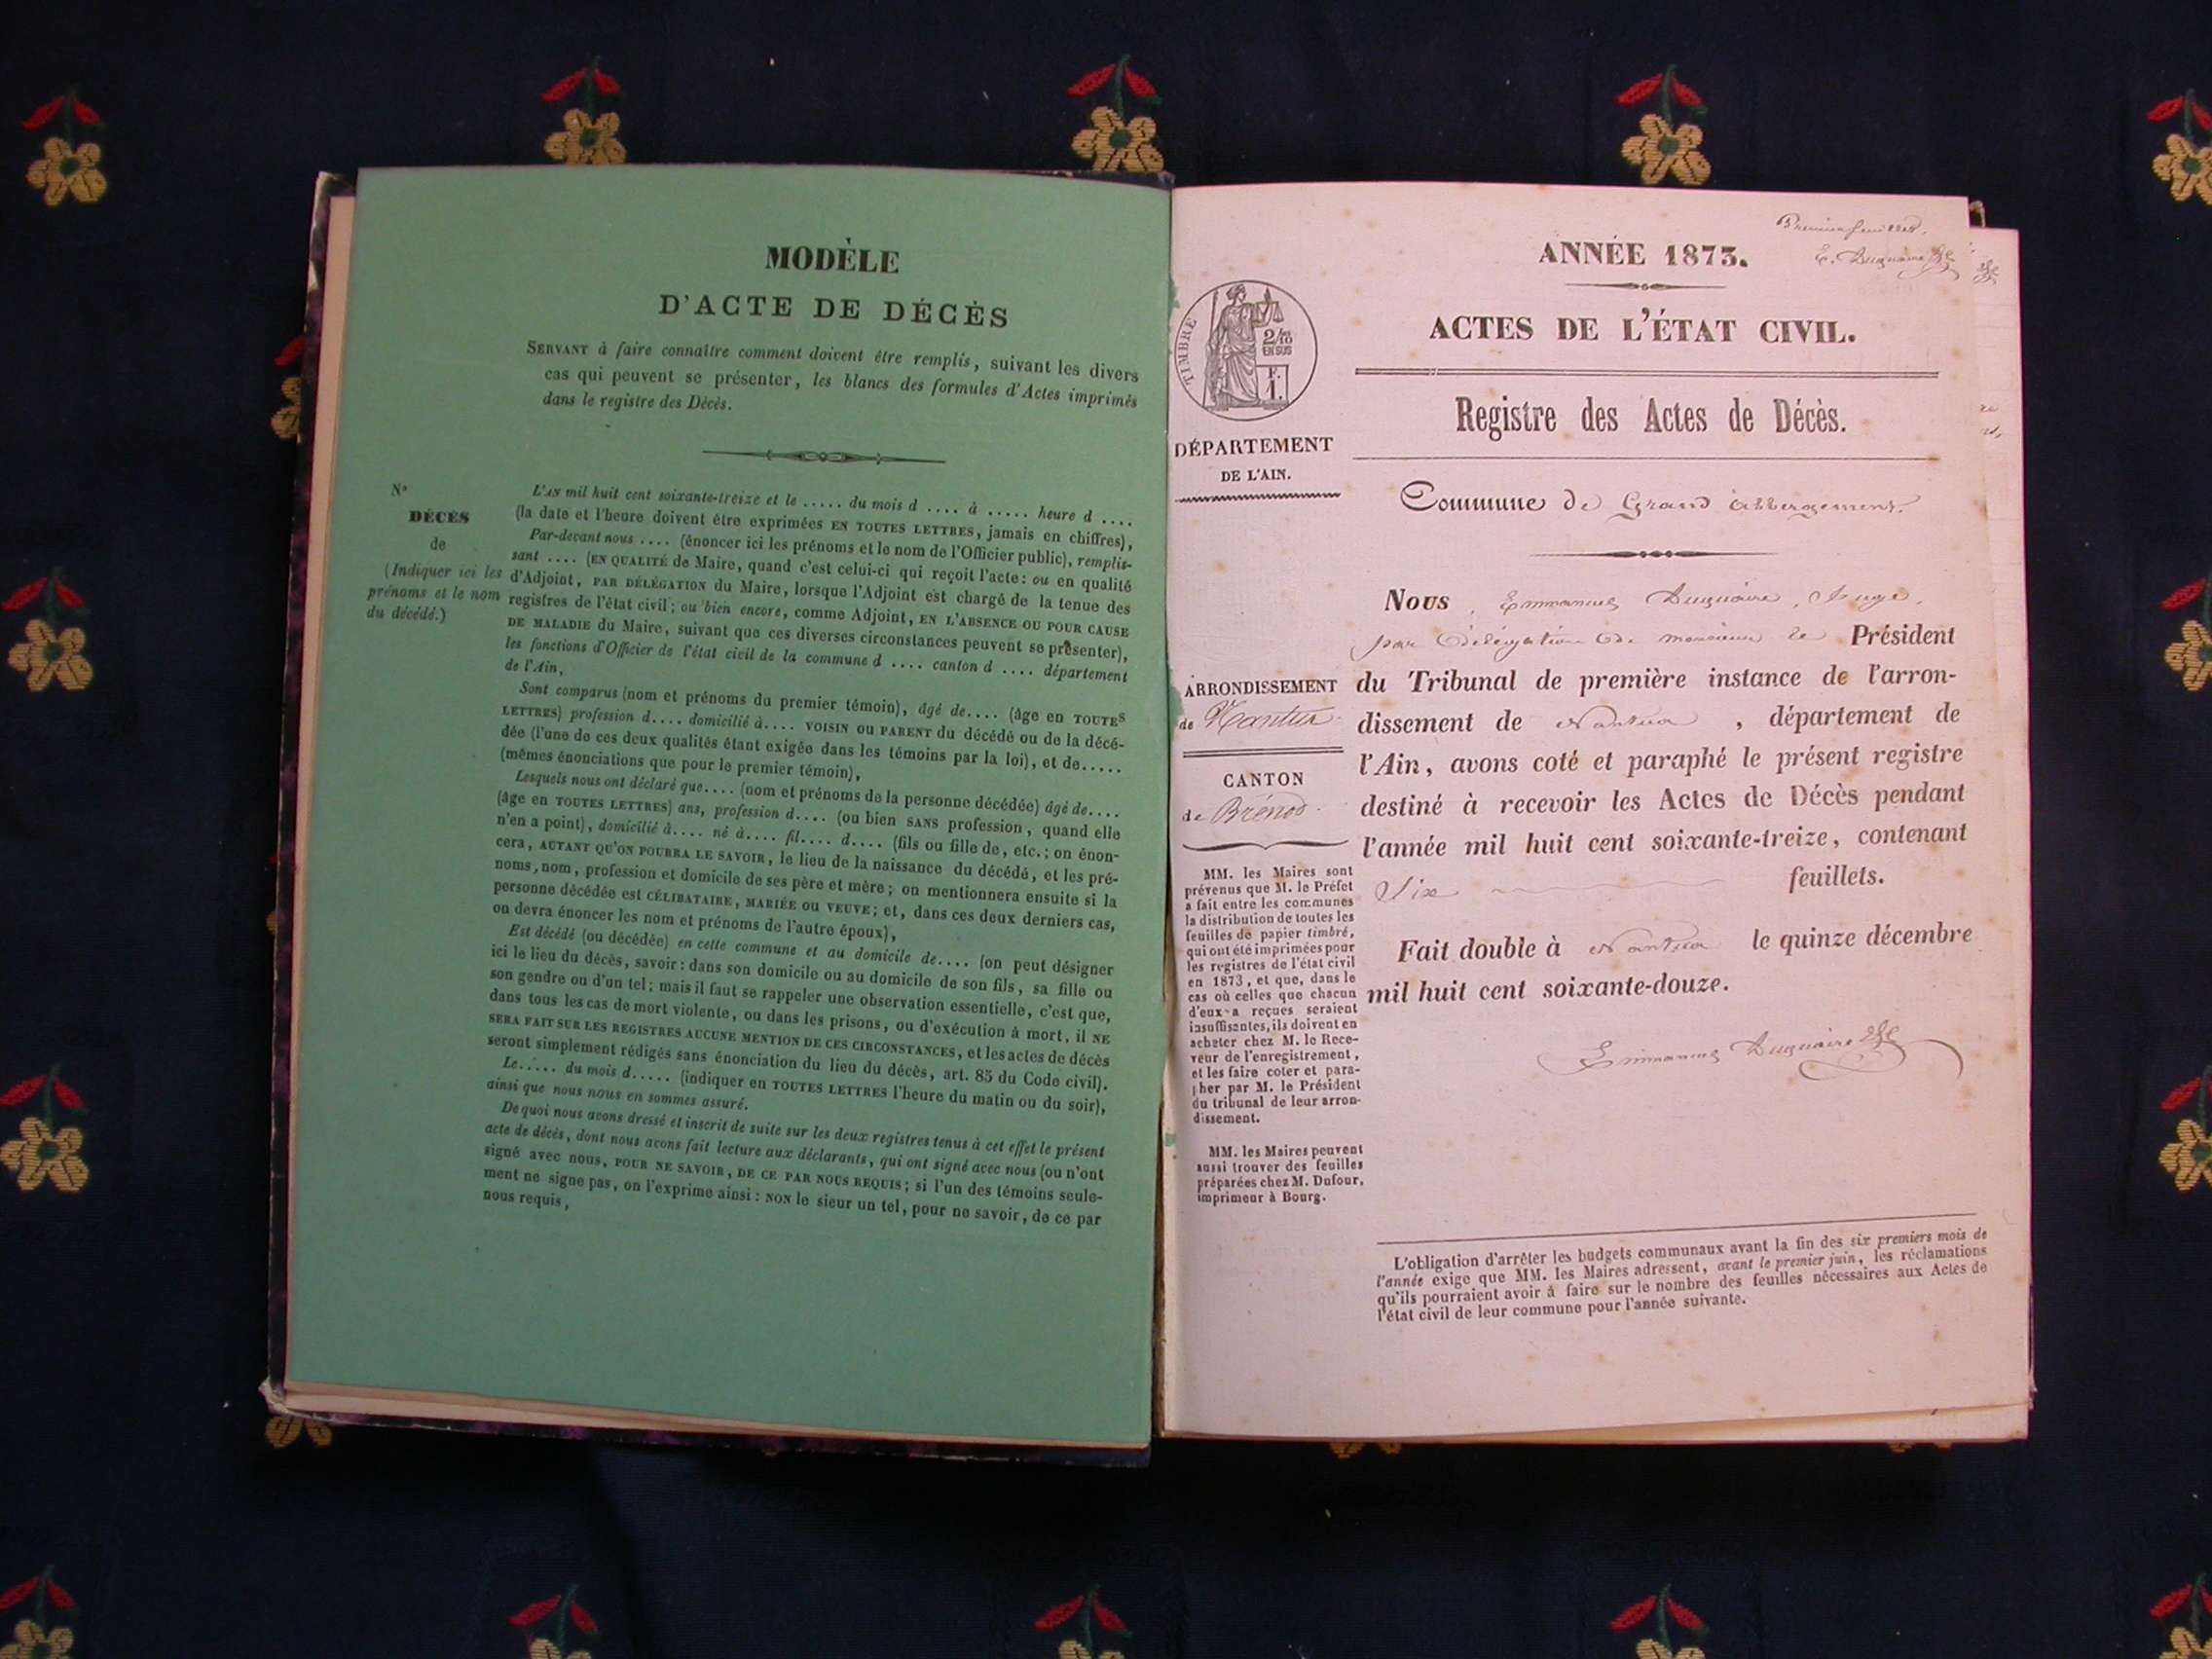 MODÈLE
D'ACTE DE DÉCÈS
SERVANT à faire connaître comment doivent être remplis, suivant les divers
cas qui peuvent se présenter, les blancs des formules d'Actes imprimés
dans le registre des Décès.
N°
DÉCÈS
de
(Indiquer ici les
prénoms et le nom
du décédé.)
L'AN mil huit cent soixante-treize et le ..... du mois d .... à ..... heure d ....
(la date et l'heure doivent être exprimées EN TOUTES LETTRES, jamais en chiffres),
Par-devant nous .... (énoncer ici les prénoms et le nom de l'Officier public), remplis-
sant .... (EN QUALITÉ de Maire, quand c'est celui-ci qui reçoit l'acte: ou en qualité
d'Adjoint, PAR DÉLÉGATION du Maire, lorsque l'Adjoint est chargé de la tenue des
registres de l'état civil; ou bien encore, comme Adjoint, EN L'ABSENCE OU POUR CAUSE
DE MALADIE du Maire, suivant que ces diverses circonstances peuvent se présenter),
les fonctions d'Officier de l'état civil de la commune d .... canton d .... département
de l'Ain,
Sont comparus (nom et prénoms du premier témoin), âgé de.... (âge en TOUTES
LETTRES) profession d.... domicilié à.... VOISIN OU PARENT du décédé ou de la décé-
dée (l'une de ces deux qualités étant exigée dans les témoins par la loi), et de.....
(mêmes énonciations que pour le premier témoin),
Lesquels nous ont déclaré que.... (nom et prénoms de la personne décédée) âgé de....
(âge en TOUTES LETTRES) ans, profession d.... (ou bien SANS profession, quand elle
n'en a point), domicilié à.... né à.... fil.... d.... (fils ou fille de, etc.; on énon-
cera, AUTANT QU'ON POURRA LE SAVOIR, le lieu de la naissance du décédé, et les pré-
noms, nom, profession et domicile de ses père et mère; on mentionnera ensuite si la
personne décédée est CÉLIBATAIRE, MARIÉE OU VEUVE; et, dans ces deux derniers cas,
on devra énoncer les nom et prénoms de l'autre époux),
Est décédé (ou décédée) en cette commune et au domicile de.... (on peut désigner
ici le lieu du décès, savoir: dans son domicile ou au domicile de son fils, sa fille ou
son gendre ou d'un tel; mais il faut se rappeler une observation essentielle, c'est que,
dans tous les cas de mort violente, ou dans les prisons, ou d'exécution à mort, il NE
SERA FAIT SUR LES REGISTRES AUCUNE MENTION DE CES CIRCONSTANCES, et les actes de décès
seront simplement rédigés sans énonciation du lieu du décès, art. 85 du Code civil).
Le..... du mois d..... (indiquer en TOUTES LETTRES l'heure du matin ou du soir),
ainsi que nous nous en sommes assuré.
De quoi nous avons dressé et inscrit de suite sur les deux registres tenus à cet effet le présent
acte de décès, dont nous avons fait lecture aux déclarants, qui ont signé avec nous (ou n'ont
signé avec nous, POUR NE SAVOIR, DE CE PAR NOUS REQUIS; si l'un des témoins seule-
ment ne signe pas, on l'exprime ainsi: NON le sieur un tel, pour ne savoir, de ce par
nous requis,
Premier feuillet.
E. Duquaire
ANNÉE 1873.
ACTES DE L'ÉTAT CIVIL.
Registre des Actes de Décès.
TIMBRE
2/10
EN SUS
F.
1.
DÉPARTEMENT
DE L'AIN.
Commune de Grand Abbergement.
ARRONDISSEMENT
de Nantua
CANTON
de Brénod.
MM. les Maires sont
prévenus que M. le Préfet
a fait entre les communes
la distribution de toutes les
feuilles de papier timbré,
qui ont été imprimées pour
les registres de l'état civil
en 1873, et que, dans le
cas où celles que chacun
d'eux a reçues seraient
insuffisantes, ils doivent en
acheter chez M. le Rece-
veur de l'enregistrement,
et les faire coter et para-
pher par M. le Président
du tribunal de leur arron-
dissement.
MM. les Maires peuvent
aussi trouver des feuilles
préparées chez M. Dufour,
imprimeur à Bourg.
Nous, Emmanuel Duquaire, Juge,
par délégation de monsieur le Président
du Tribunal de première instance de l'arron-
dissement de Nantua, département de
l'Ain, avons coté et paraphé le présent registre
destiné à recevoir les Actes de Décès pendant
l'année mil huit cent soixante-treize, contenant
Six feuillets.
Fait double à Nantua le quinze décembre
mil huit cent soixante-douze.
Emmanuel Duquaire
L'obligation d'arrêter les budgets communaux avant la fin des six premiers mois de
l'année exige que MM. les Maires adressent, avant le premier juin, les réclamations
qu'ils pourraient avoir à faire sur le nombre des feuilles nécessaires aux Actes de
l'état civil de leur commune pour l'année suivante.